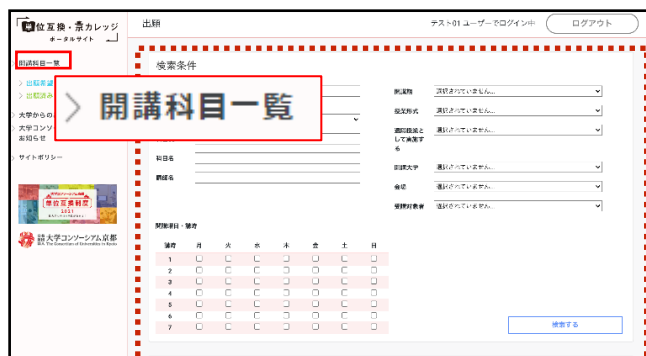 単位互換・京カレッジ
ポータルサイト
出願
テスト01 ユーザーでログイン中
ログアウト
開講科目一覧
> 出願希望
> 出願済み
大学からの
大学コンソ
お知らせ
サイトポリシー
単位互換制度
2021
大学コンソーシアム京都
検索条件
> 開講科目一覧
科目名
講師名
開講期 選択されていません...
授業形式 選択されていません...
遠隔授業と
して実施す
る
選択されていません...
開講大学 選択されていません...
会場 選択されていません...
受講対象者 選択されていません...
開講曜日・講時
講時 月 火 水 木 金 土 日
1
2
3
4
5
6
7
検索する